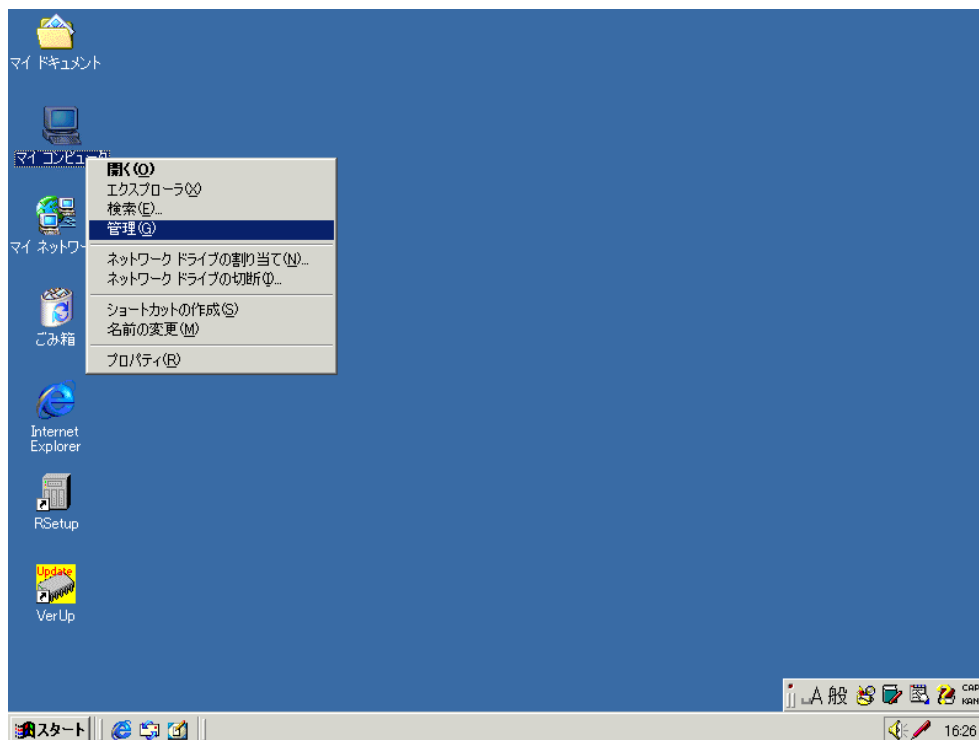 マイ ドキュメント
マイ コンピュータ
開く(O)
エクスプローラ(X)
検索(E)...
管理(G)
ネットワーク ドライブの割り当て(N)...
ネットワーク ドライブの切断(I)...
ショートカットの作成(S)
名前の変更(M)
プロパティ(R)
マイ ネットワー
ごみ箱
Internet
Explorer
RSetup
Update
VerUp
A 般
CAP
KAN
スタート
16:26